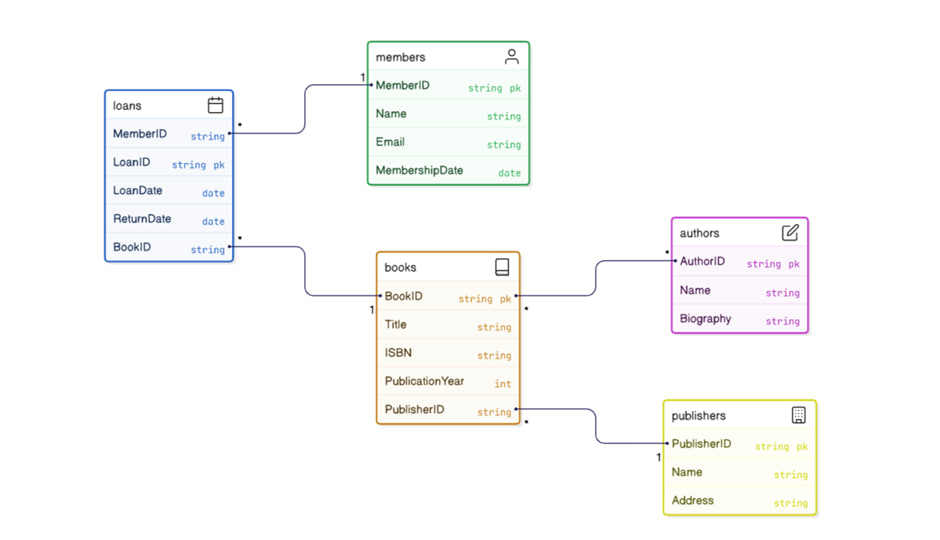 members
1
MemberID string pk
Name string
Email string
MembershipDate date
loans
MemberID string
LoanID string pk
LoanDate date
ReturnDate date
BookID string
books
BookID string pk
1
Title string
ISBN string
PublicationYear int
PublisherID string
authors
AuthorID string pk
Name string
Biography string
publishers
PublisherID string pk
1
Name string
Address string